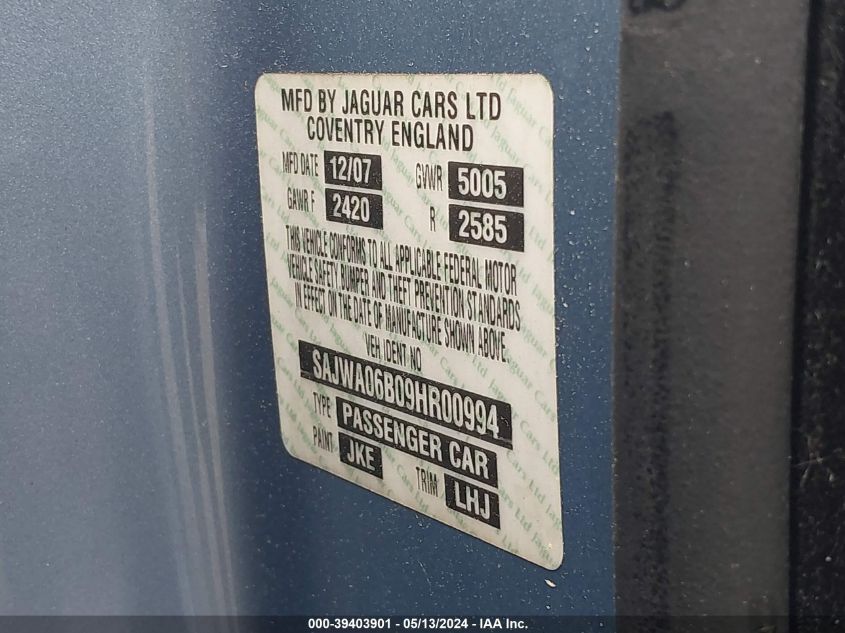 MFD BY JAGUAR CARS LTD
COVENTRY ENGLAND
MFD DATE 12/07 GVWR 5005
GAWR F 2420 R 2585
THIS VEHICLE CONFORMS TO ALL APPLICABLE FEDERAL MOTOR
VEHICLE SAFETY BUMPER AND THEFT PREVENTION STANDARDS
IN EFFECT ON THE DATE OF MANUFACTURE SHOWN ABOVE
VEH IDENT NO
SAJWA06B09HR00994
TYPE PASSENGER CAR
PAINT JKE TRIM LHJ
000-39403901 - 05/13/2024 - IAA Inc.